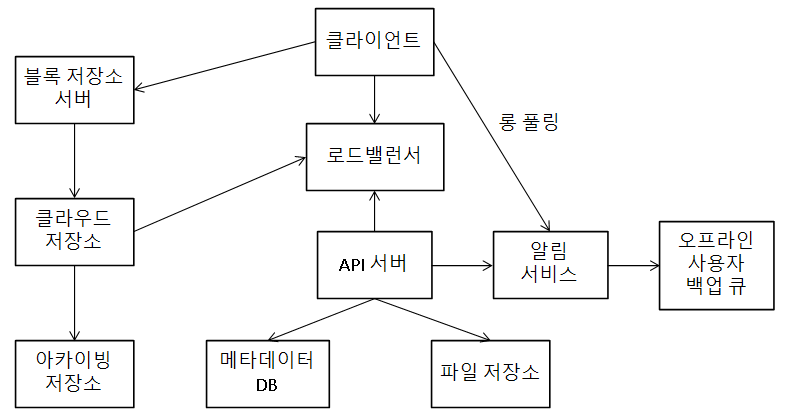 클라이언트
블록 저장소
서버
롱 풀링
로드밸런서
클라우드
저장소
API 서버
알림
서비스
오프라인
사용자
백업 큐
아카이빙
저장소
메타데이터
DB
파일 저장소